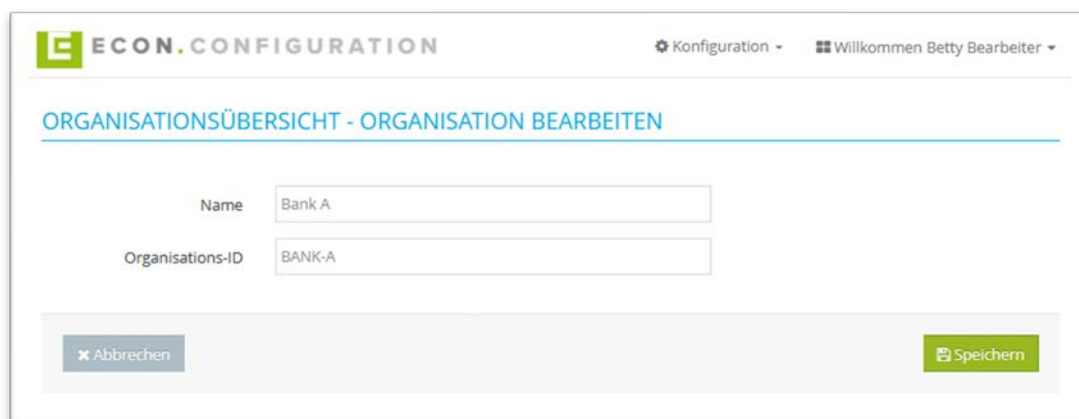 ECON.CONFIGURATION
Konfiguration
Willkommen Betty Bearbeiter
ORGANISATIONSÜBERSICHT - ORGANISATION BEARBEITEN
Name
Bank A
Organisations-ID
BANK-A
Abbrechen
Speichern